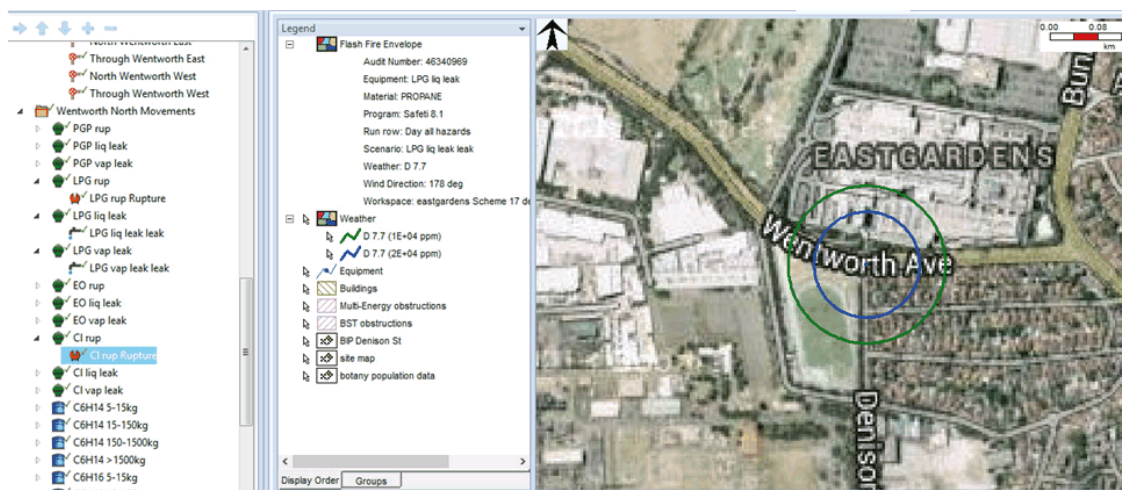 North Wentworth East
Through Wentworth East
North Wentworth West
Through Wentworth West
Wentworth North Movements
PGP rup
PGP liq leak
PGP vap leak
LPG rup
LPG rup Rupture
LPG liq leak
LPG liq leak leak
LPG vap leak
LPG vap leak leak
EO rup
EO liq leak
EO vap leak
CI rup
CI rup Rupture
CI liq leak
CI vap leak
C6H14 5-15kg
C6H14 15-150kg
C6H14 150-1500kg
C6H14 >1500kg
C6H16 5-15kg
Legend
Flash Fire Envelope
Audit Number: 46340969
Equipment: LPG liq leak
Material: PROPANE
Program: Safeti 8.1
Run row: Day all hazards
Scenario: LPG liq leak leak
Weather: D 7.7
Wind Direction: 178 deg
Workspace: eastgardens Scheme 17 de
Weather
D 7.7 (1E+04 ppm)
D 7.7 (2E+04 ppm)
Equipment
Buildings
Multi-Energy obstructions
BST obstructions
BIP Denison St
site map
botany population data
Display Order
Groups
0.00 0.08
km
Bun
EASTGARDENS
Wentworth Ave
Denison